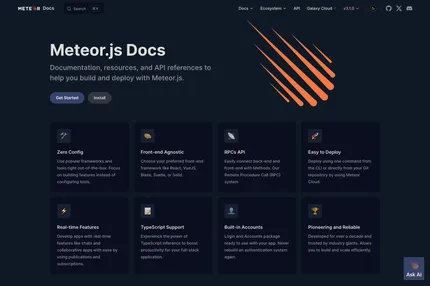 METEOR Docs
Search
Docs Ecosystem API Galaxy Cloud v3.1.0
Meteor.js Docs
Documentation, resources, and API references to
help you build and deploy with Meteor.js.
Get Started Install
Zero Config
Use popular frameworks and
tools right out-of-the-box. Focus
on building features instead of
configuring tools.
Front-end Agnostic
Choose your preferred front-end
framework like React, VueJS,
Blaze, Svelte, or Solid.
RPCs API
Easily connect back-end and
front-end with Methods. Our
Remote Procedure Call (RPC)
system
Easy to Deploy
Deploy using one command from
the CLI or directly from your Git
repository by using Meteor
Cloud
Real-time Features
Develop apps with real-time
features like chats and
collaborative apps with ease by
using publications and
subscriptions.
TypeScript Support
Experience the power of
TypeScript inference to boost
productivity for your full-stack
application.
Built-in Accounts
Login and Accounts package
ready to use with your app. Never
rebuild an authentication system
again.
Pioneering and Reliable
Developed for over a decade and
trusted by industry giants. Allows
you to build and scale efficiently
Ask AI